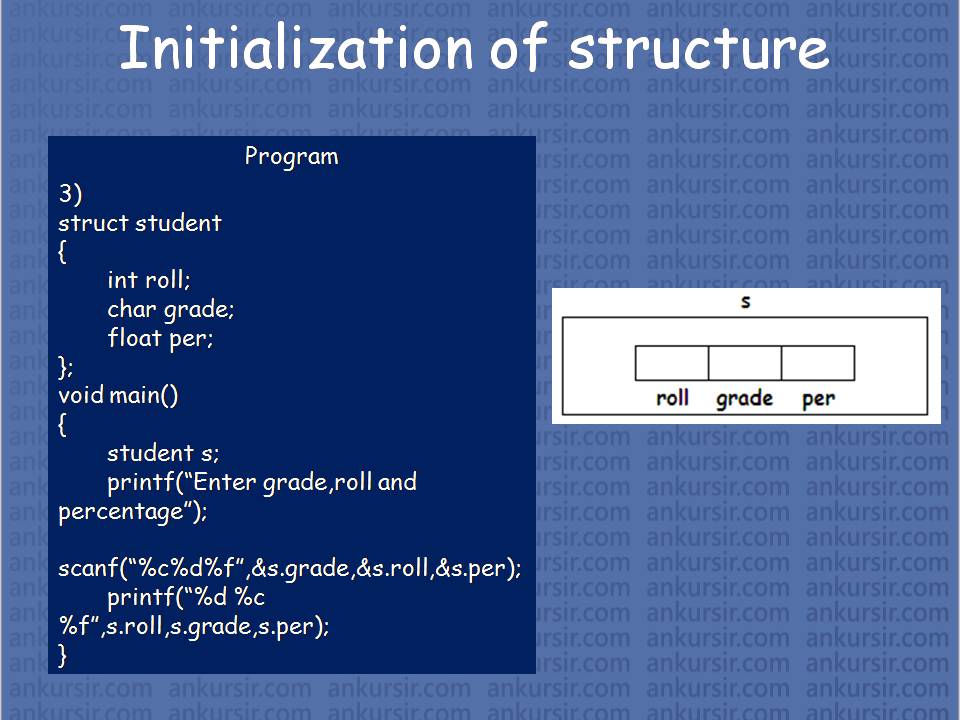 Initialization of structure
Program
3)
struct student
{
int roll;
char grade;
float per;
};
void main()
{
student s;
printf(“Enter grade,roll and
percentage”);
scanf(“%c%d%f”,&s.grade,&s.roll,&s.per);
printf(“%d %c
%f”,s.roll,s.grade,s.per);
}
s
roll grade per
ankursir.com